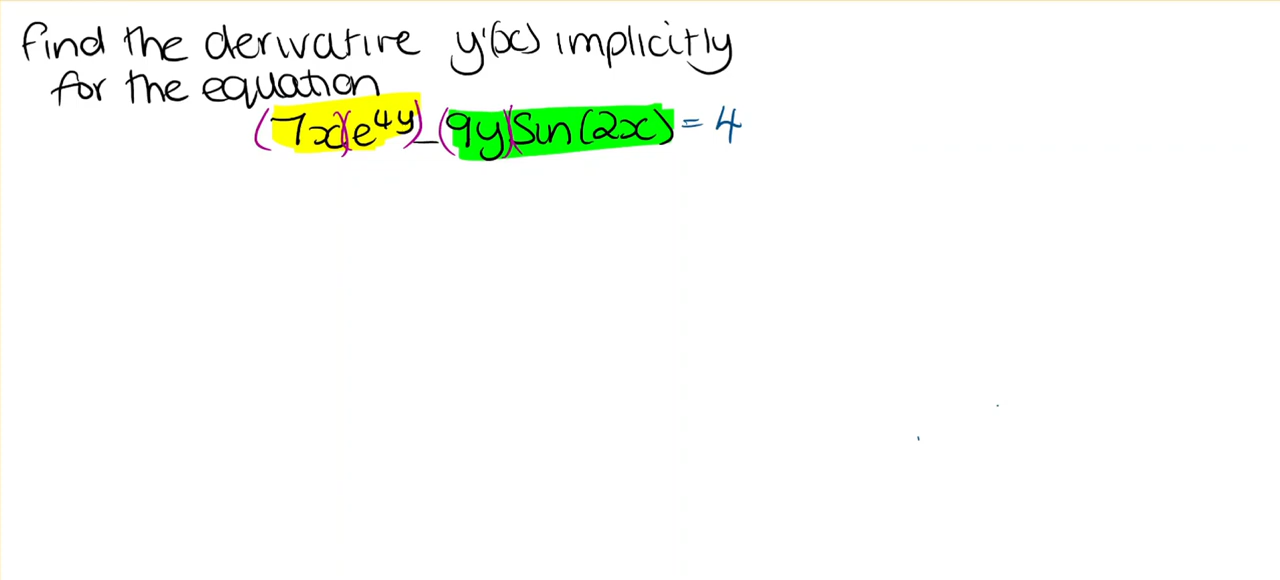 find the derivative y'(x) implicitly
for the equation
(7x)(e^4y) - (9y)(sin(2x)) = 4